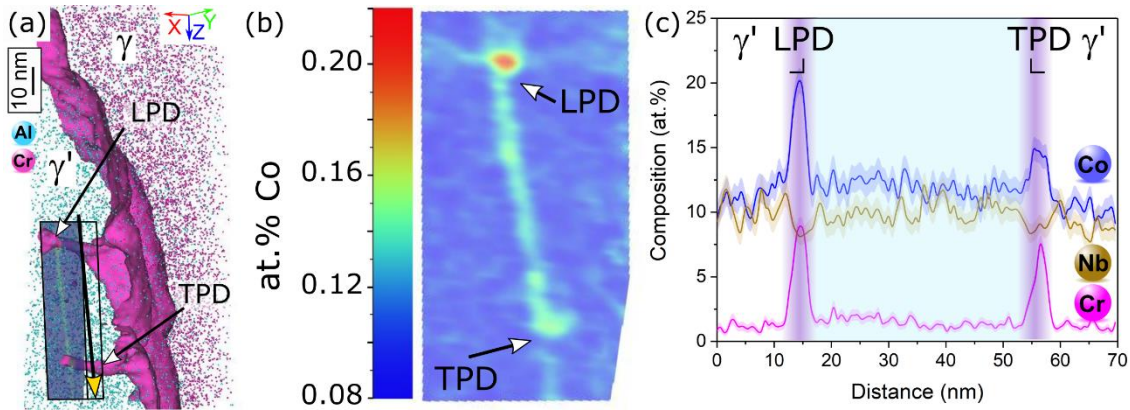 (a)
γ
X
Y
Z
10 nm
LPD
Al
Cr
γ'
TPD
(b)
at.% Co
0.20
0.16
0.12
0.08
LPD
TPD
(c)
Composition (at.%)
25
20
15
10
5
0
γ' LPD
TPD γ'
Co
Nb
Cr
0 10 20 30 40 50 60 70
Distance (nm)